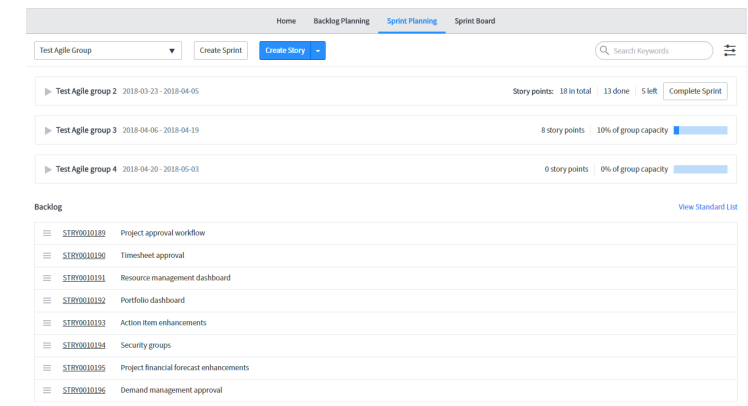 Home Backlog Planning Sprint Planning Sprint Board
Test Agile Group Create Sprint Create Story Search Keywords
Test Agile group 2 2018-03-23 - 2018-04-05 Story points: 18 in total 13 done 5 left Complete Sprint
Test Agile group 3 2018-04-06 - 2018-04-19 8 story points 10% of group capacity
Test Agile group 4 2018-04-20 - 2018-05-03 0 story points 0% of group capacity
Backlog View Standard List
STRY0010189 Project approval workflow
STRY0010190 Timesheet approval
STRY0010191 Resource management dashboard
STRY0010192 Portfolio dashboard
STRY0010193 Action item enhancements
STRY0010194 Security groups
STRY0010195 Project financial forecast enhancements
STRY0010196 Demand management approval